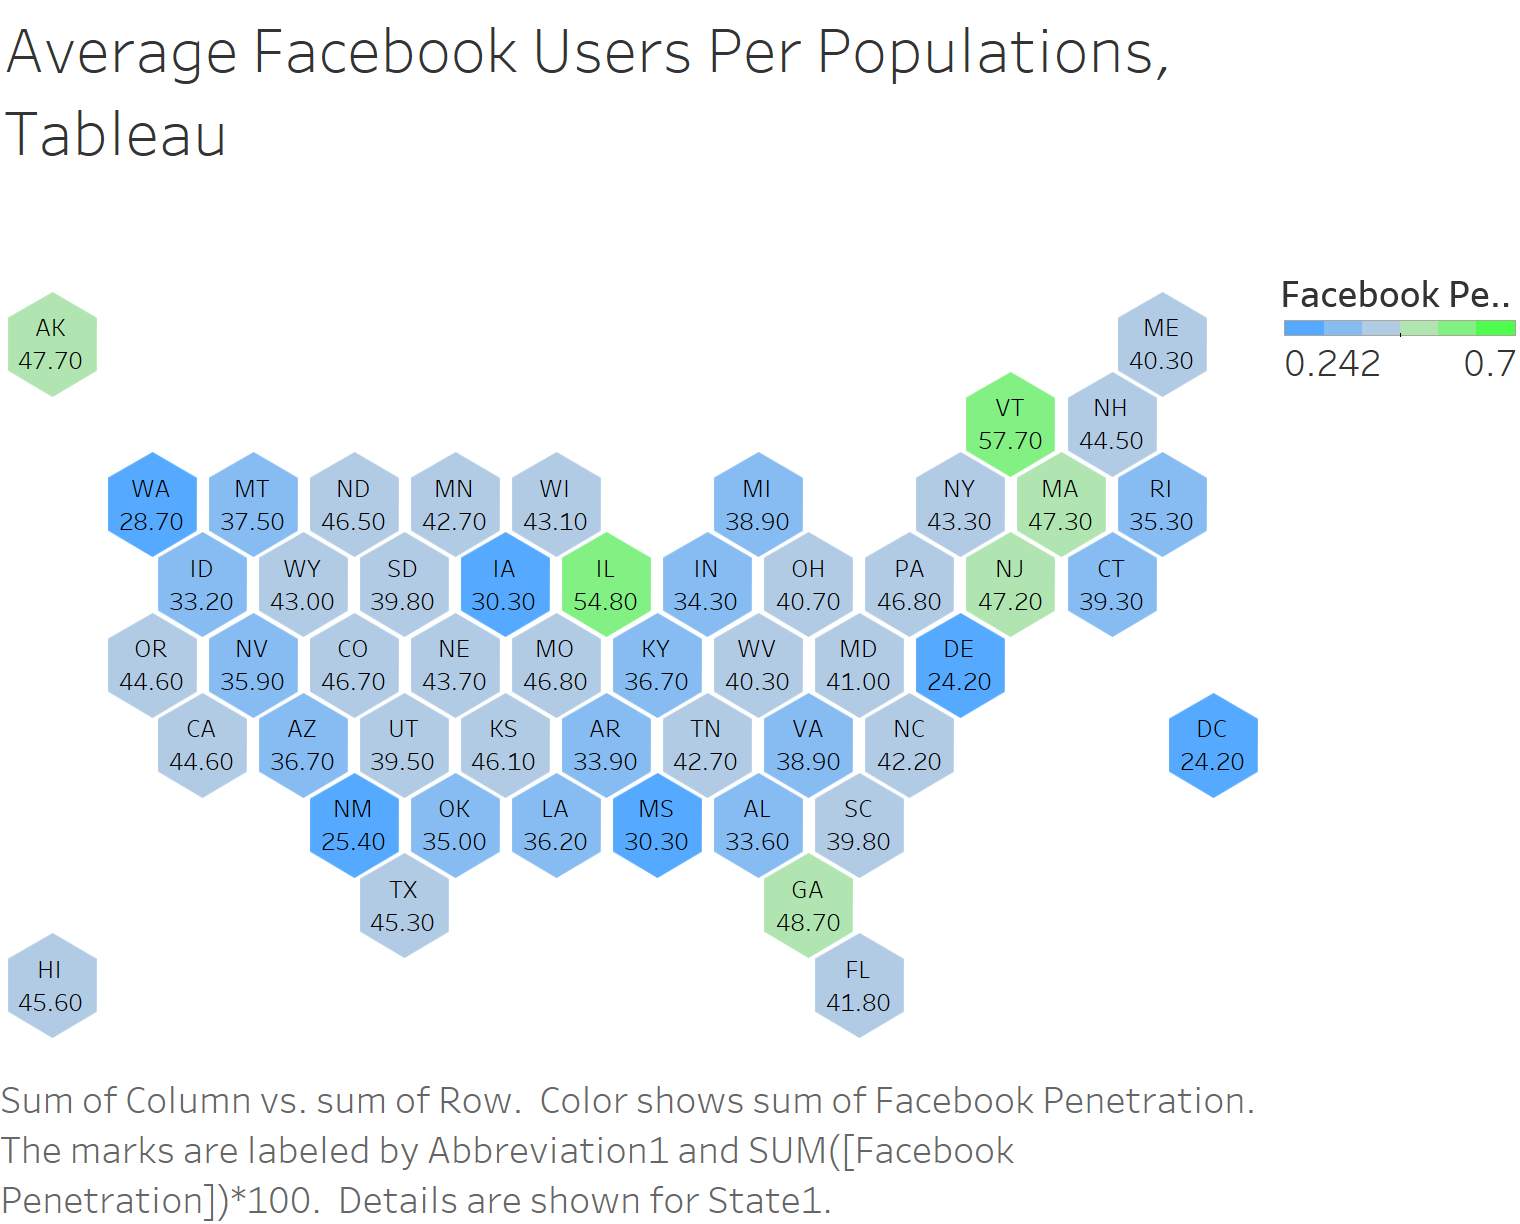 Average Facebook Users Per Populations,
Tableau
Facebook Pe..
0.242 0.7
AK
47.70
ME
40.30
VT NH
57.70 44.50
WA MT ND MN WI MI NY MA RI
28.70 37.50 46.50 42.70 43.10 38.90 43.30 47.30 35.30
ID WY SD IA IL IN OH PA NJ CT
33.20 43.00 39.80 30.30 54.80 34.30 40.70 46.80 47.20 39.30
OR NV CO NE MO KY WV MD DE
44.60 35.90 46.70 43.70 46.80 36.70 40.30 41.00 24.20
CA AZ UT KS AR TN VA NC DC
44.60 36.70 39.50 46.10 33.90 42.70 38.90 42.20 24.20
NM OK LA MS AL SC
25.40 35.00 36.20 30.30 33.60 39.80
TX GA
45.30 48.70
HI FL
45.60 41.80
Sum of Column vs. sum of Row.  Color shows sum of Facebook Penetration.
The marks are labeled by Abbreviation1 and SUM([Facebook
Penetration])*100.  Details are shown for State1.